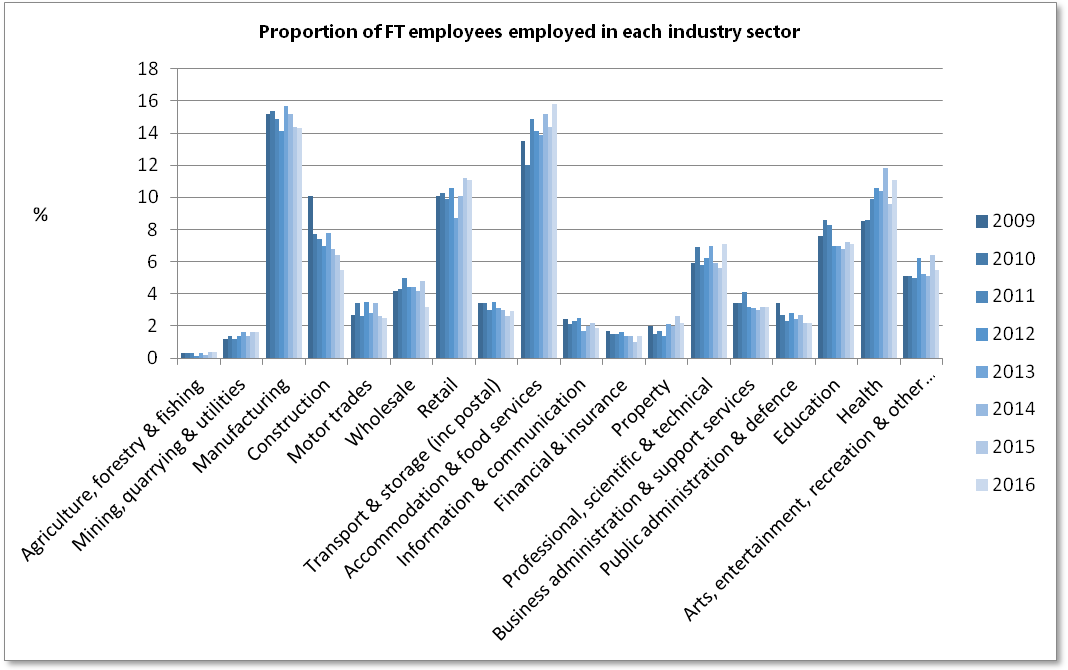 Proportion of FT employees employed in each industry sector
18
16
14
12
10
8
6
4
2
0
%
Agriculture, forestry & fishing
Mining, quarrying & utilities
Manufacturing
Construction
Motor trades
Wholesale
Retail
Transport & storage (inc postal)
Accommodation & food services
Information & communication
Financial & insurance
Property
Professional, scientific & technical
Business administration & support services
Public administration & defence
Education
Health
Arts, entertainment, recreation & other...
2009
2010
2011
2012
2013
2014
2015
2016